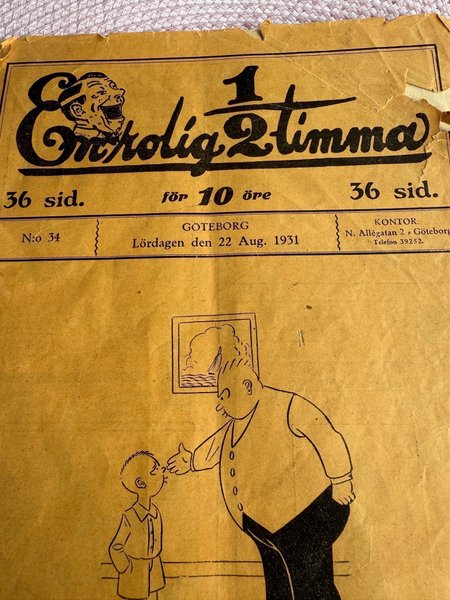 En rolig 1/2 timma
36 sid. för 10 öre 36 sid.
N:o 34
GÖTEBORG
Lördagen den 22 Aug. 1931
KONTOR:
N. Allégatan 2 • Göteborg
Telefon 39252.